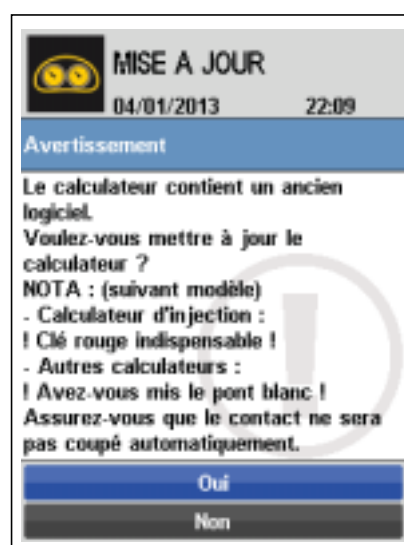 MISE A JOUR
04/01/2013 22:09
Avertissement
Le calculateur contient un ancien
logiciel.
Voulez-vous mettre à jour le
calculateur ?
NOTA : (suivant modèle)
- Calculateur d'injection :
! Clé rouge indispensable !
- Autres calculateurs :
! Avez-vous mis le pont blanc !
Assurez-vous que le contact ne sera
pas coupé automatiquement.
Oui
Non